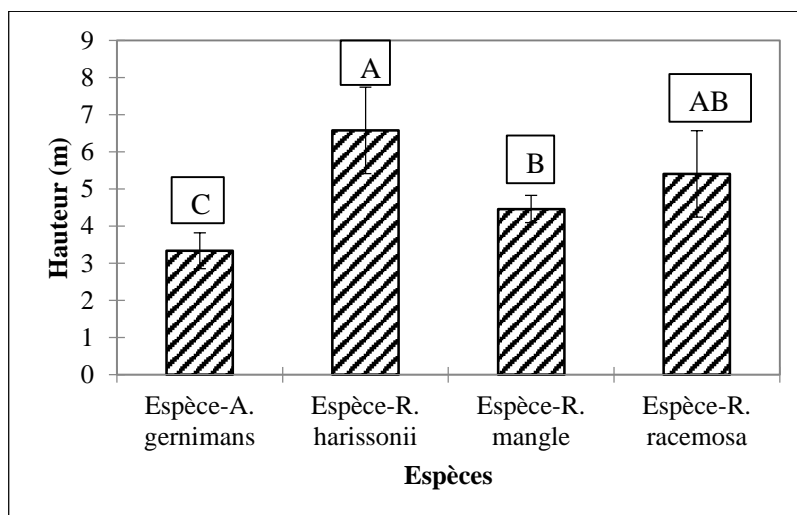 9
8
7
6
5
4
3
2
1
0
Hauteur (m)
C
A
B
AB
Espèce-A.
gernimans
Espèce-R.
harissonii
Espèce-R.
mangle
Espèce-R.
racemosa
Espèces